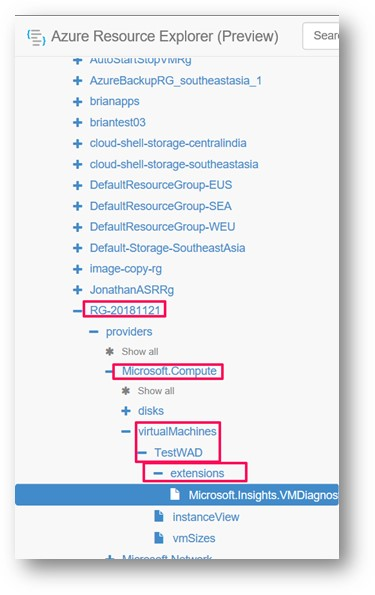 Azure Resource Explorer (Preview) Sear
AutoStartStopVMRg
AzureBackupRG_southeastasia_1
brianapps
briantest03
cloud-shell-storage-centralindia
cloud-shell-storage-southeastasia
DefaultResourceGroup-EUS
DefaultResourceGroup-SEA
DefaultResourceGroup-WEU
Default-Storage-SoutheastAsia
image-copy-rg
JonathanASRRg
RG-20181121
providers
Show all
Microsoft.Compute
Show all
disks
virtualMachines
TestWAD
extensions
Microsoft.Insights.VMDiagnos
instanceView
vmSizes
Microsoft.Network